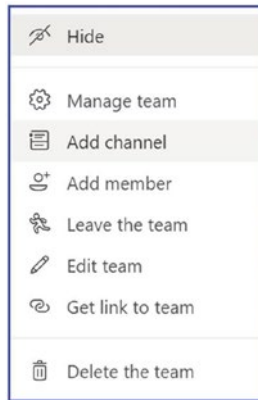 Hide
Manage team
Add channel
Add member
Leave the team
Edit team
Get link to team
Delete the team